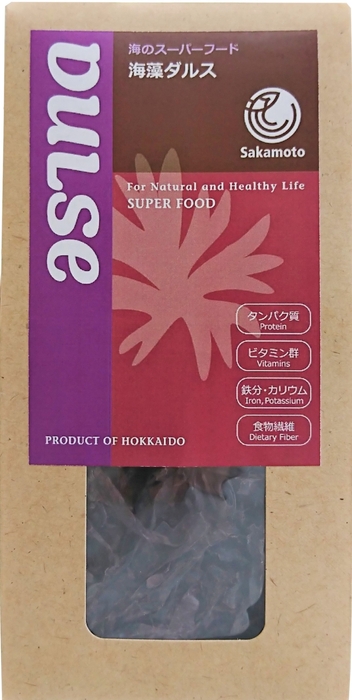 DULSE
海のスーパーフード
海藻ダルス
Sakamoto
For Natural and Healthy Life
SUPER FOOD
タンパク質
Protein
ビタミン群
Vitamins
鉄分・カリウム
Iron, Potassium
食物繊維
Dietary Fiber
PRODUCT OF HOKKAIDO